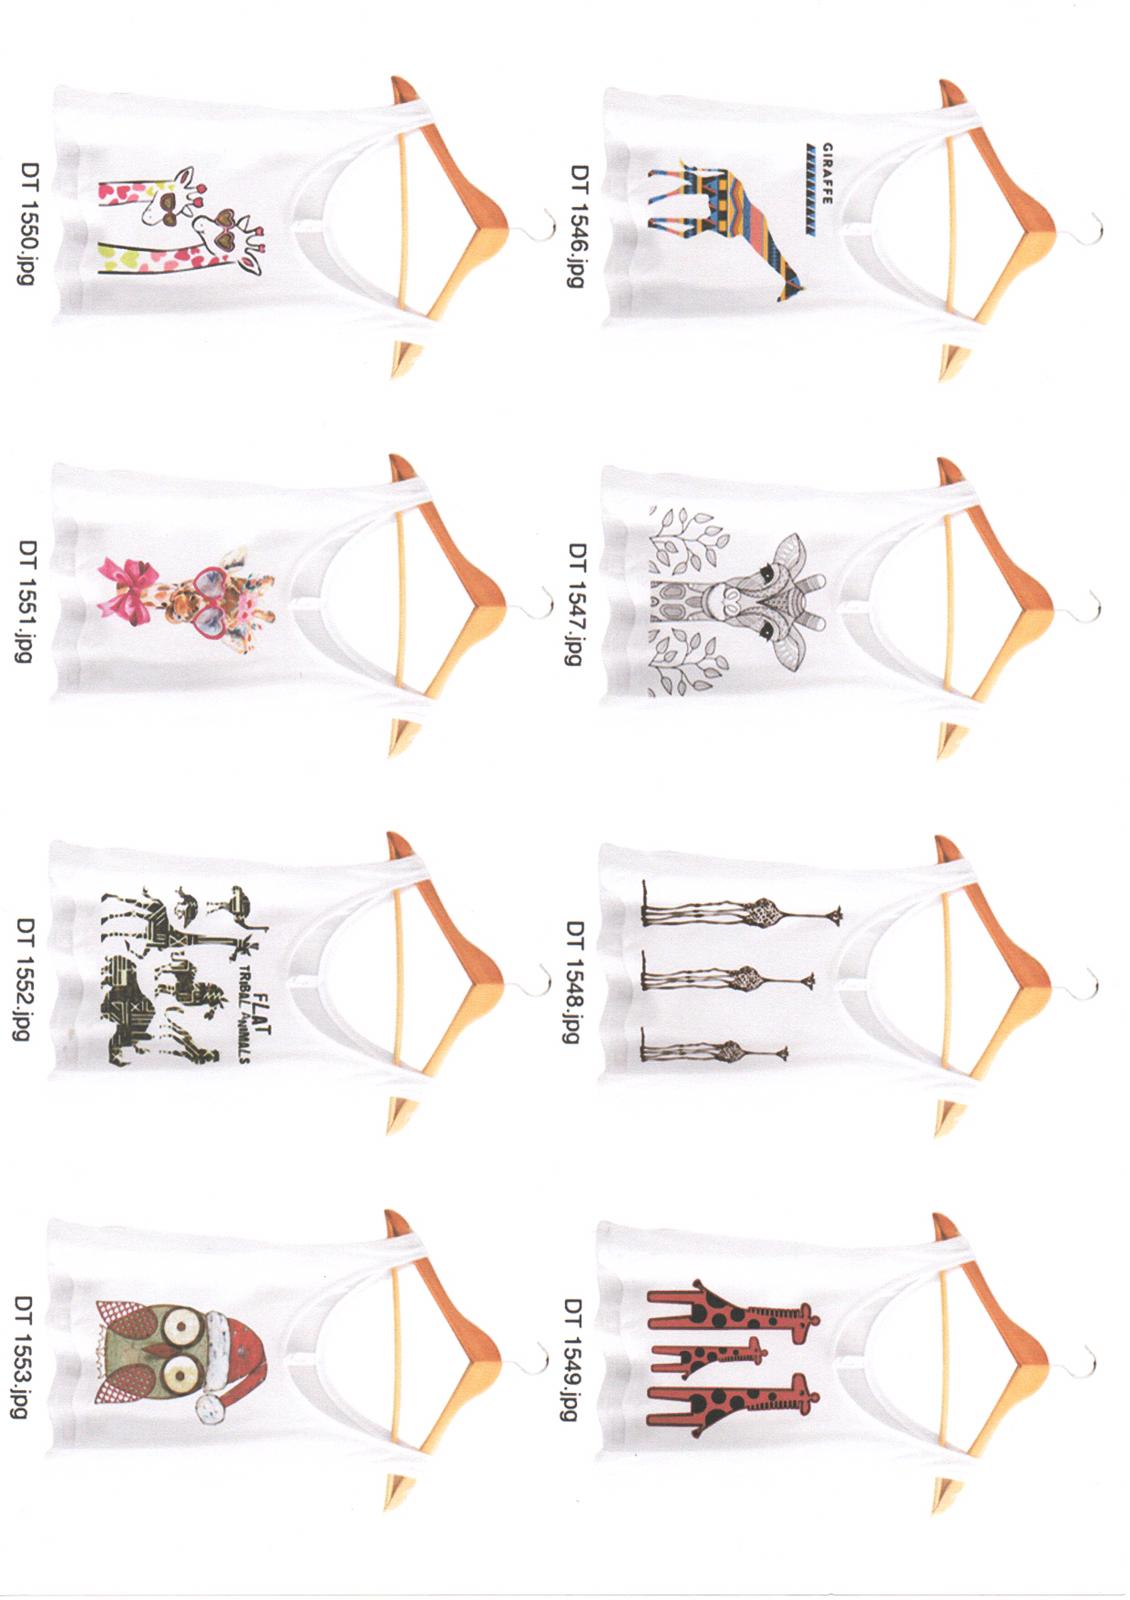 GIRAFFE
DT 1546.jpg
DT 1547.jpg
DT 1548.jpg
DT 1549.jpg
DT 1550.jpg
DT 1551.jpg
FLAT
TRIBAL ANIMALS
DT 1552.jpg
DT 1553.jpg